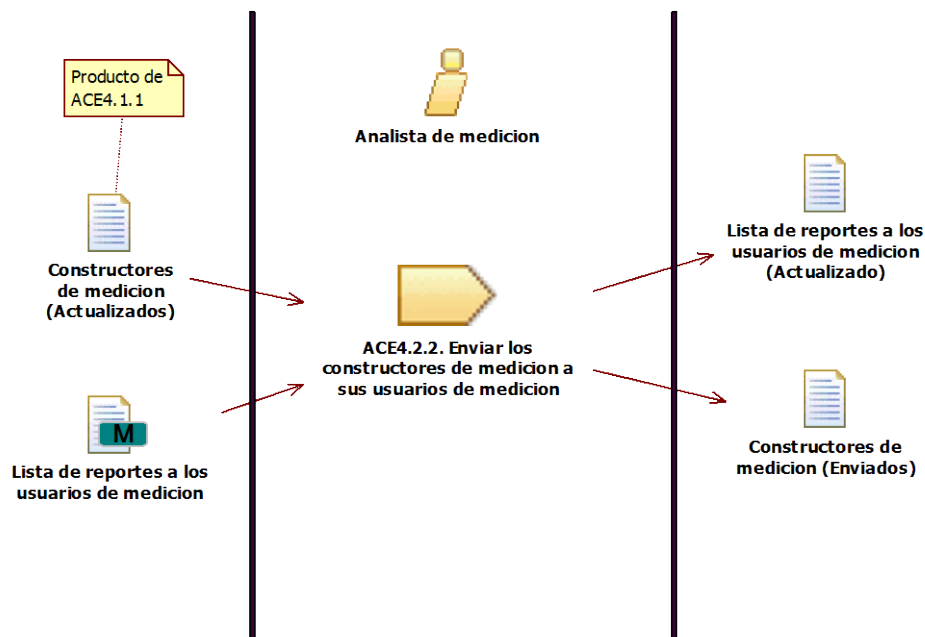 Producto de
ACE4.1.1
Constructores
de medicion
(Actualizados)
M
Lista de reportes a los
usuarios de medicion
Analista de medicion
ACE4.2.2. Enviar los
constructores de medicion a
sus usuarios de medicion
Lista de reportes a los
usuarios de medicion
(Actualizado)
Constructores de
medicion (Enviados)